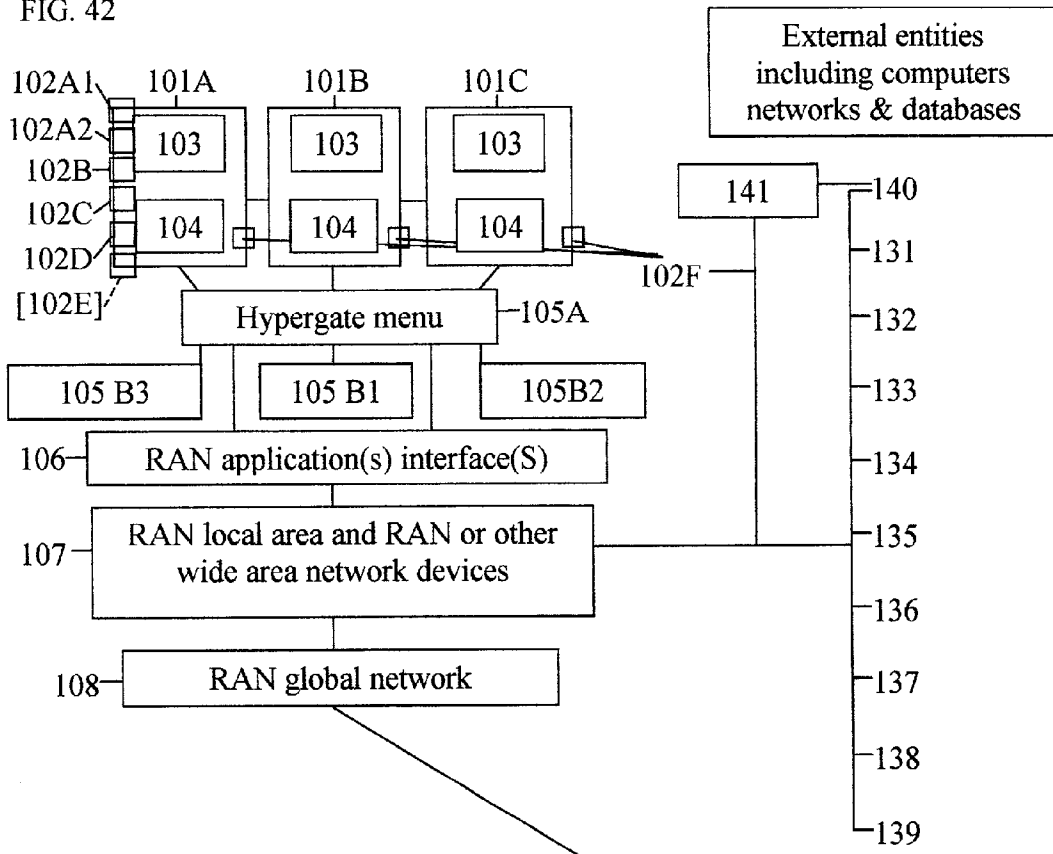 FIG. 42
External entities
including computers
networks & databases
102A1
101A
101B
101C
102A2
103
103
103
102B
141
140
102C
104
104
104
131
102D
102F
[102E]
Hypergate menu
105A
132
105 B3
105 B1
105B2
133
106
RAN application(s) interface(S)
134
107
RAN local area and RAN or other
wide area network devices
135
136
108
RAN global network
137
138
139